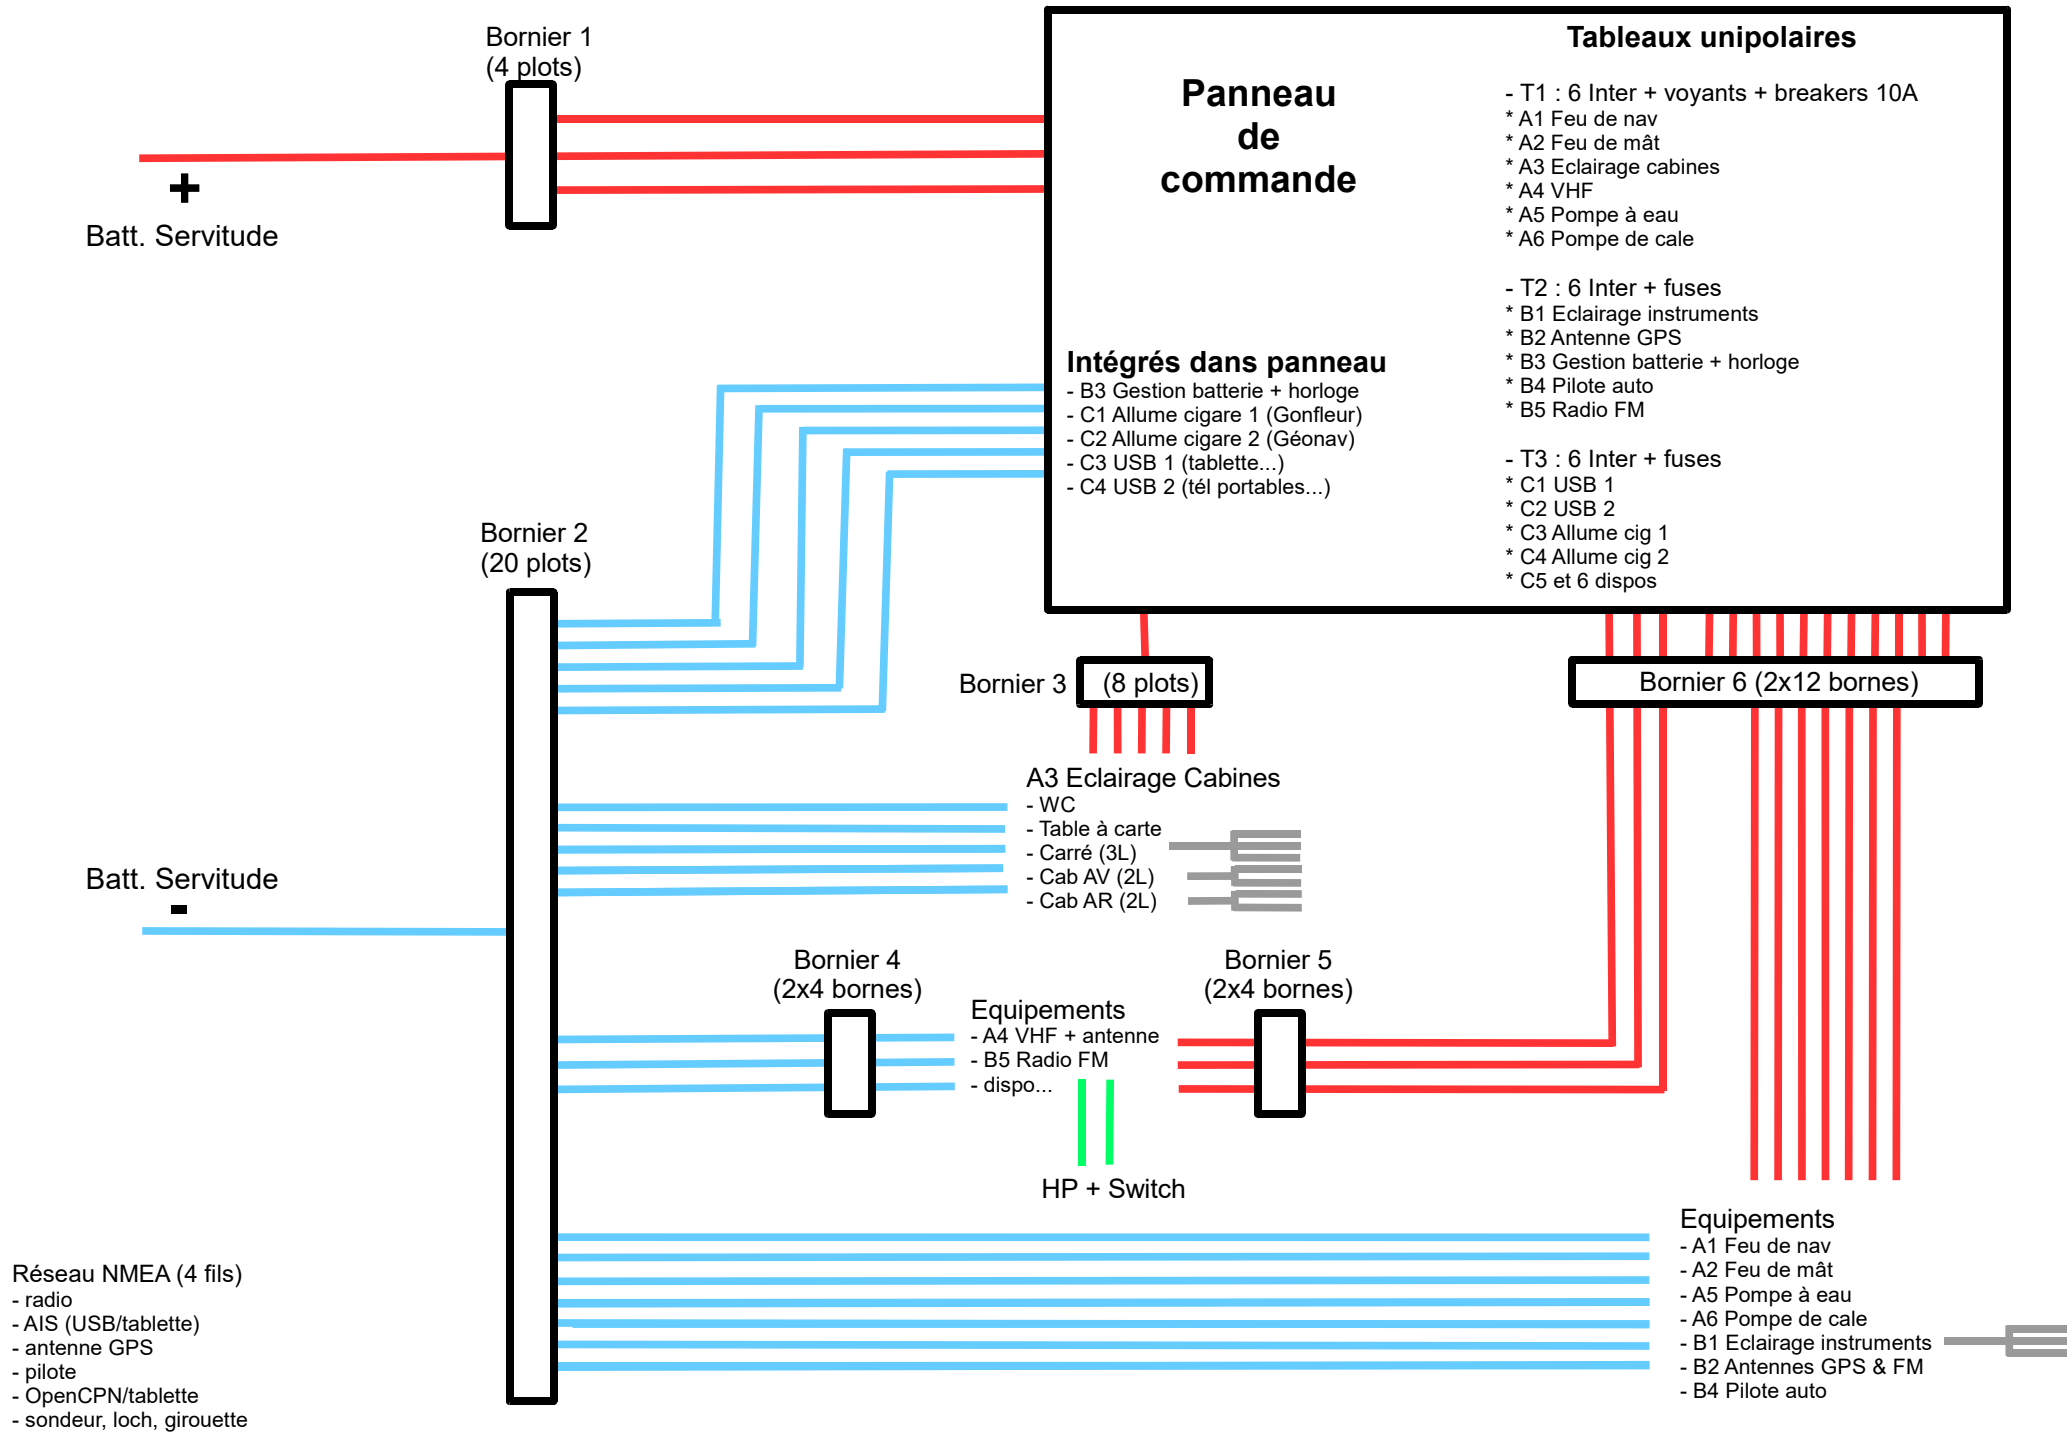 Bornier 1
(4 plots)
+
Batt. Servitude
Panneau
de
commande
Tableaux unipolaires
- T1 : 6 Inter + voyants + breakers 10A
* A1 Feu de nav
* A2 Feu de mât
* A3 Eclairage cabines
* A4 VHF
* A5 Pompe à eau
* A6 Pompe de cale
- T2 : 6 Inter + fuses
* B1 Eclairage instruments
* B2 Antenne GPS
* B3 Gestion batterie + horloge
* B4 Pilote auto
* B5 Radio FM
- T3 : 6 Inter + fuses
* C1 USB 1
* C2 USB 2
* C3 Allume cig 1
* C4 Allume cig 2
* C5 et 6 dispos
Intégrés dans panneau
- B3 Gestion batterie + horloge
- C1 Allume cigare 1 (Gonfleur)
- C2 Allume cigare 2 (Géonav)
- C3 USB 1 (tablette...)
- C4 USB 2 (tél portables...)
Bornier 2
(20 plots)
Bornier 3
(8 plots)
Bornier 6 (2x12 bornes)
A3 Eclairage Cabines
- WC
- Table à carte
- Carré (3L)
- Cab AV (2L)
- Cab AR (2L)
Batt. Servitude
-
Bornier 4
(2x4 bornes)
Bornier 5
(2x4 bornes)
Equipements
- A4 VHF + antenne
- B5 Radio FM
- dispo...
HP + Switch
Equipements
- A1 Feu de nav
- A2 Feu de mât
- A5 Pompe à eau
- A6 Pompe de cale
- B1 Eclairage instruments
- B2 Antennes GPS & FM
- B4 Pilote auto
Réseau NMEA (4 fils)
- radio
- AIS (USB/tablette)
- antenne GPS
- pilote
- OpenCPN/tablette
- sondeur, loch, girouette